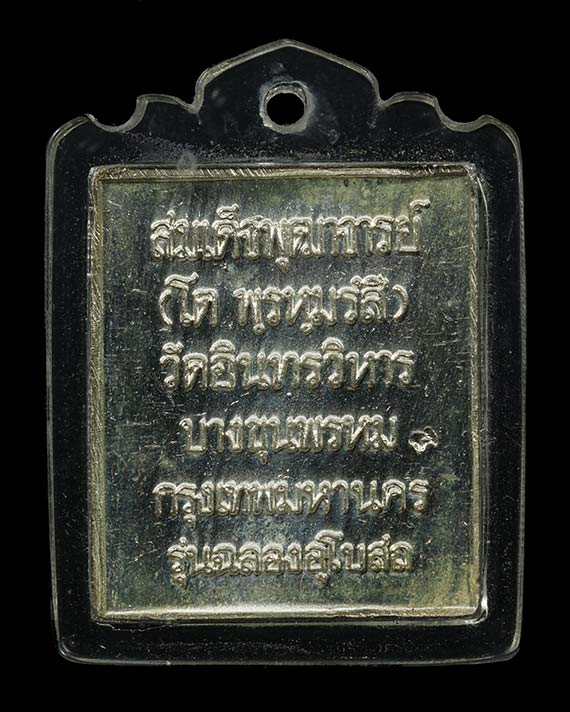 สมเด็จพุฒาจารย์
(โต พฺรหฺมรํสี)
วัดอินทรวิหาร
บางขุนพรหม
กรุงเทพมหานคร
รุ่นฉลองอุโบสถ